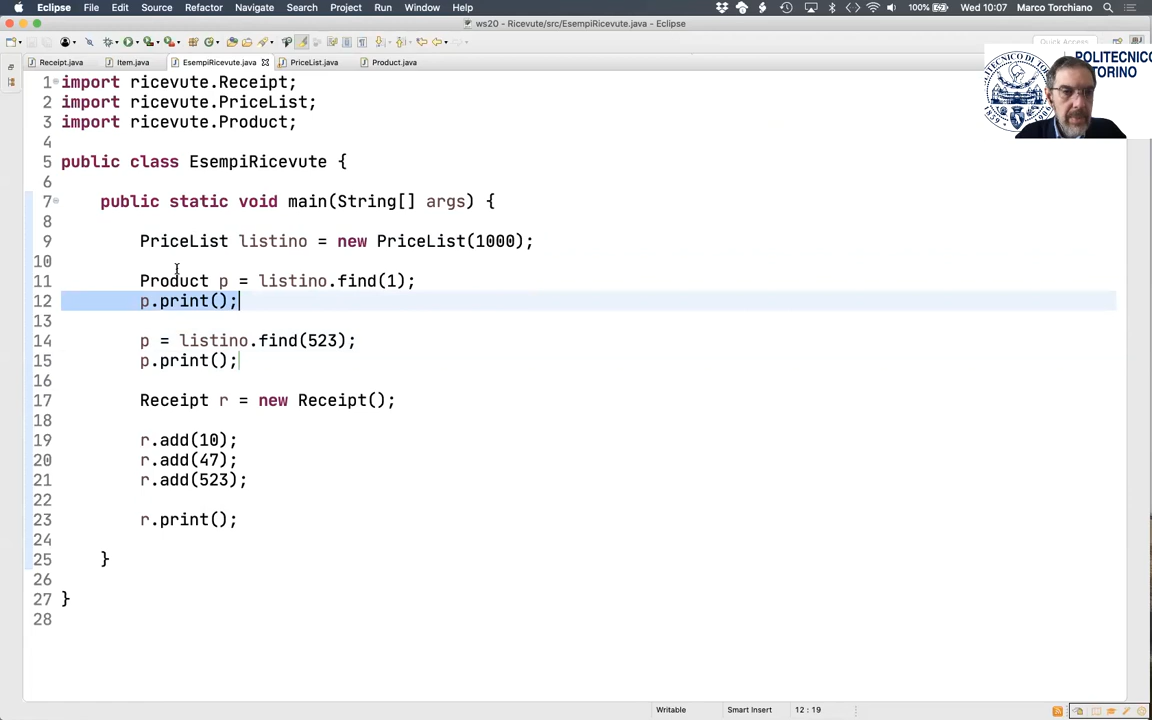 Eclipse File Edit Source Refactor Navigate Search Project Run Window Help 100% Wed 10:07 Marco Torchiano
ws20 - Ricevute/src/EsempiRicevute.java - Eclipse
Quick Access
Receipt.java Item.java EsempiRicevute.java PriceList.java Product.java
POLITECNICO
DI TORINO
1 import ricevute.Receipt;
2 import ricevute.PriceList;
3 import ricevute.Product;
4
5 public class EsempiRicevute {
6
7 public static void main(String[] args) {
8
9 PriceList listino = new PriceList(1000);
10
11 Product p = listino.find(1);
12 p.print();
13
14 p = listino.find(523);
15 p.print();
16
17 Receipt r = new Receipt();
18
19 r.add(10);
20 r.add(47);
21 r.add(523);
22
23 r.print();
24
25 }
26
27 }
28
Writable Smart Insert 12 : 19